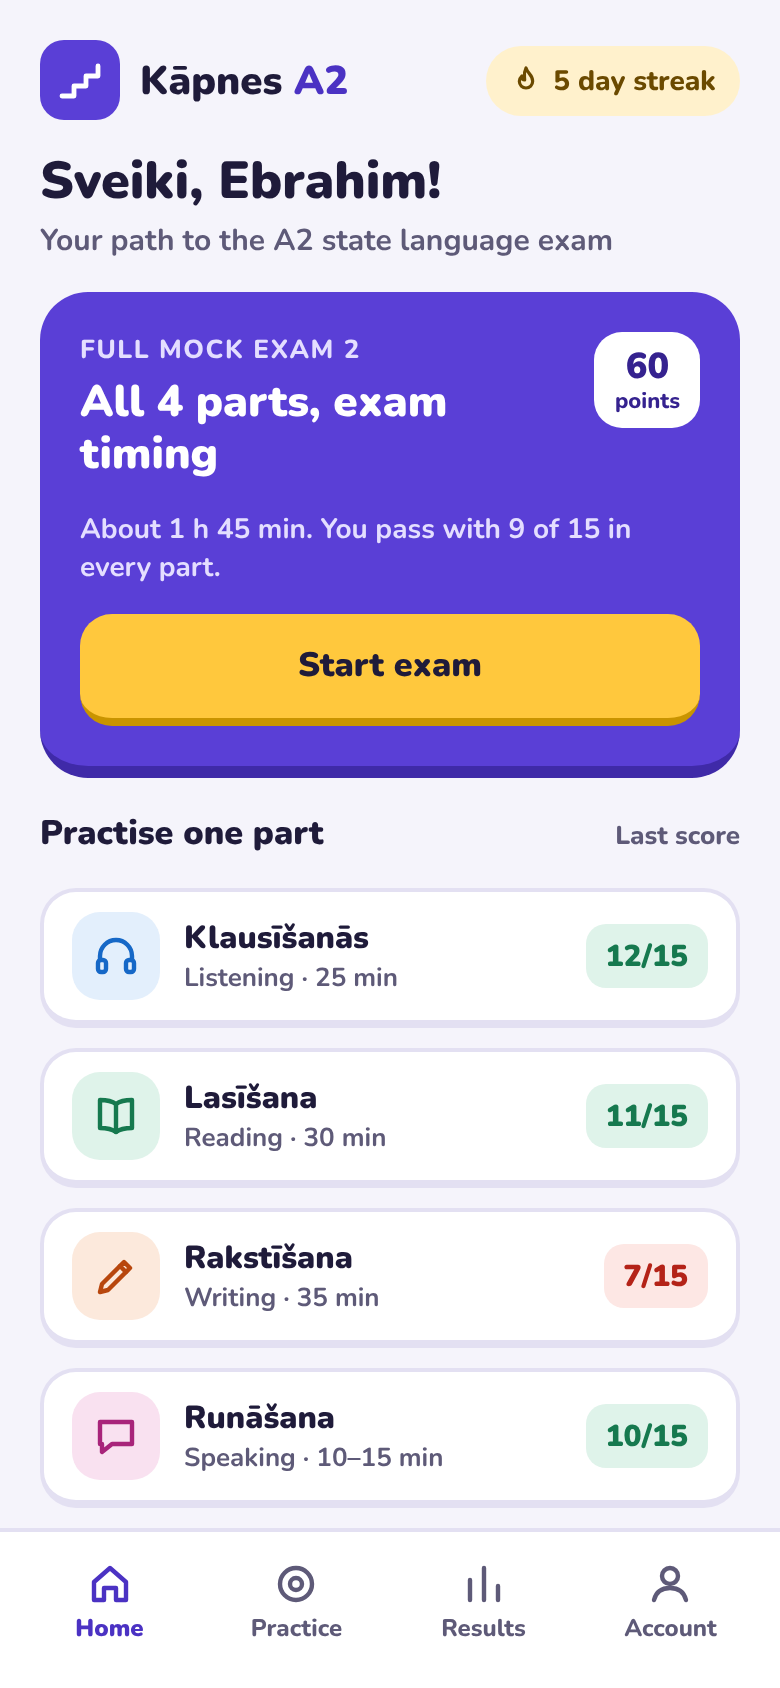 Kāpnes A2
5 day streak
Sveiki, Ebrahim!
Your path to the A2 state language exam
FULL MOCK EXAM 2
60
points
All 4 parts, exam
timing
About 1 h 45 min. You pass with 9 of 15 in
every part.
Start exam
Practise one part
Last score
Klausīšanās
Listening · 25 min
12/15
Lasīšana
Reading · 30 min
11/15
Rakstīšana
Writing · 35 min
7/15
Runāšana
Speaking · 10–15 min
10/15
Home
Practice
Results
Account